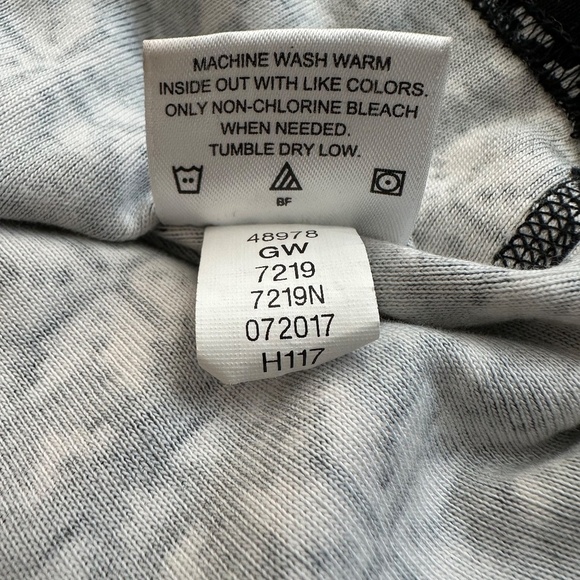 MACHINE WASH WARM
INSIDE OUT WITH LIKE COLORS.
ONLY NON-CHLORINE BLEACH
WHEN NEEDED.
TUMBLE DRY LOW.
BF
48978
GW
7219
7219N
072017
H117